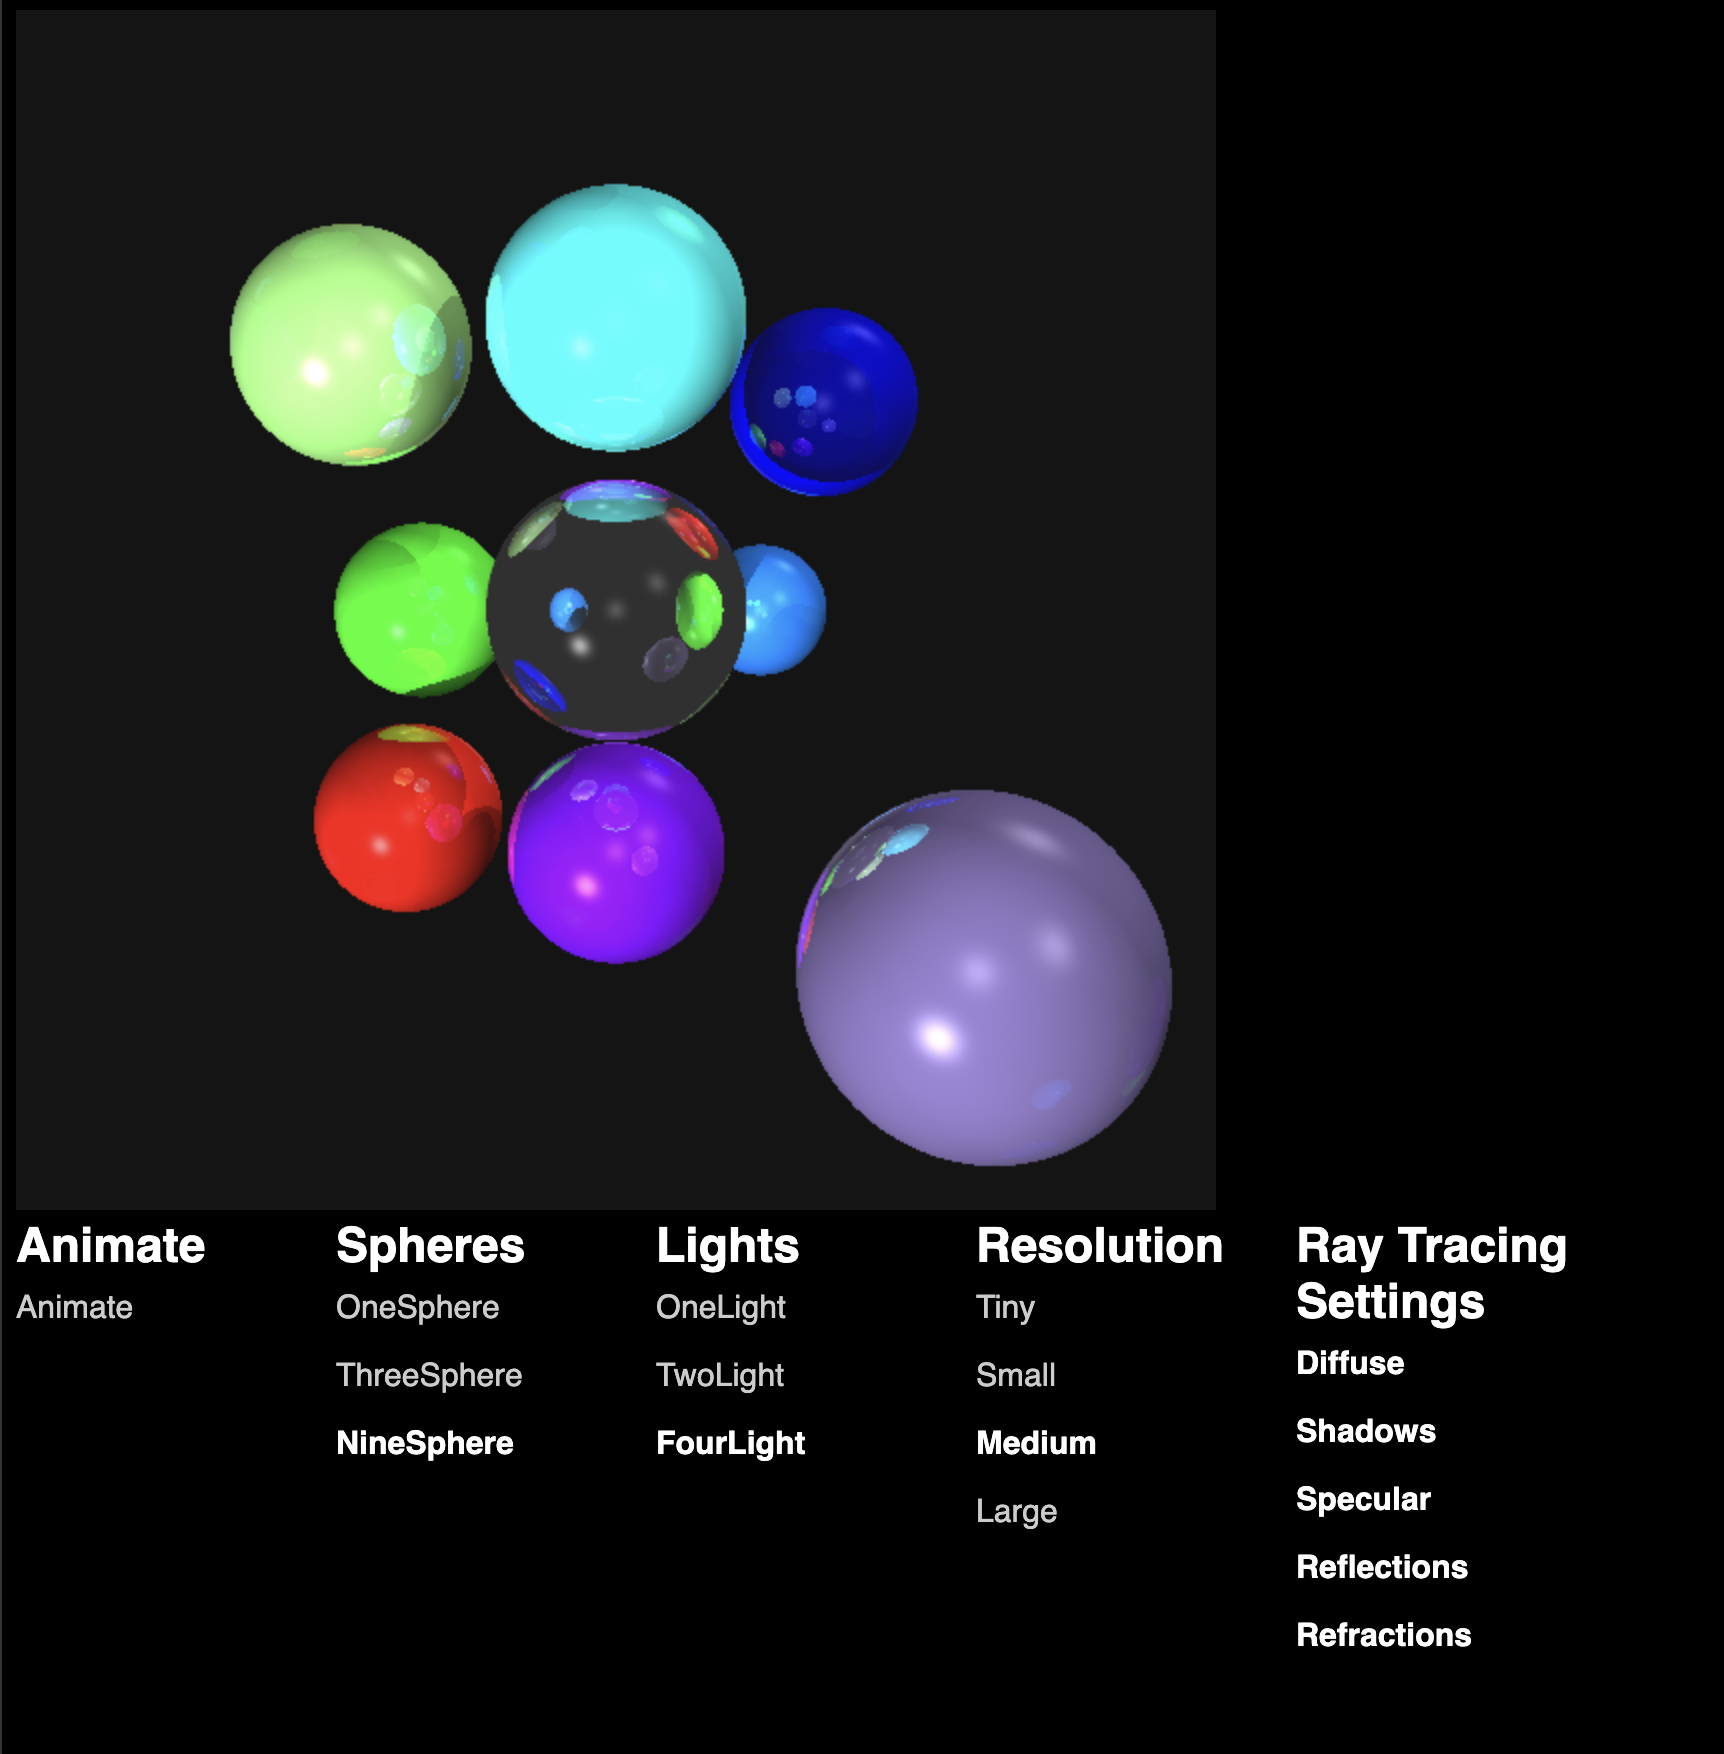 Animate
Animate
Spheres
OneSphere
ThreeSphere
NineSphere
Lights
OneLight
TwoLight
FourLight
Resolution
Tiny
Small
Medium
Large
Ray Tracing
Settings
Diffuse
Shadows
Specular
Reflections
Refractions